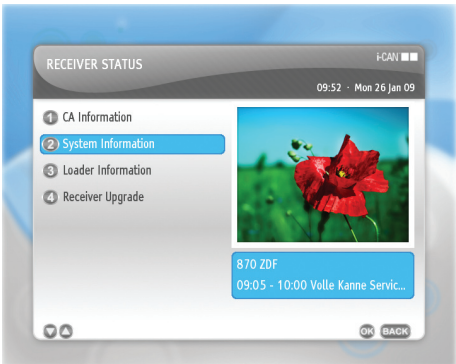 RECEIVER STATUS
i-CAN
09:52 · Mon 26 Jan 09
1 CA Information
2 System Information
3 Loader Information
4 Receiver Upgrade
870 ZDF
09:05 - 10:00 Volle Kanne Servic...
OK BACK